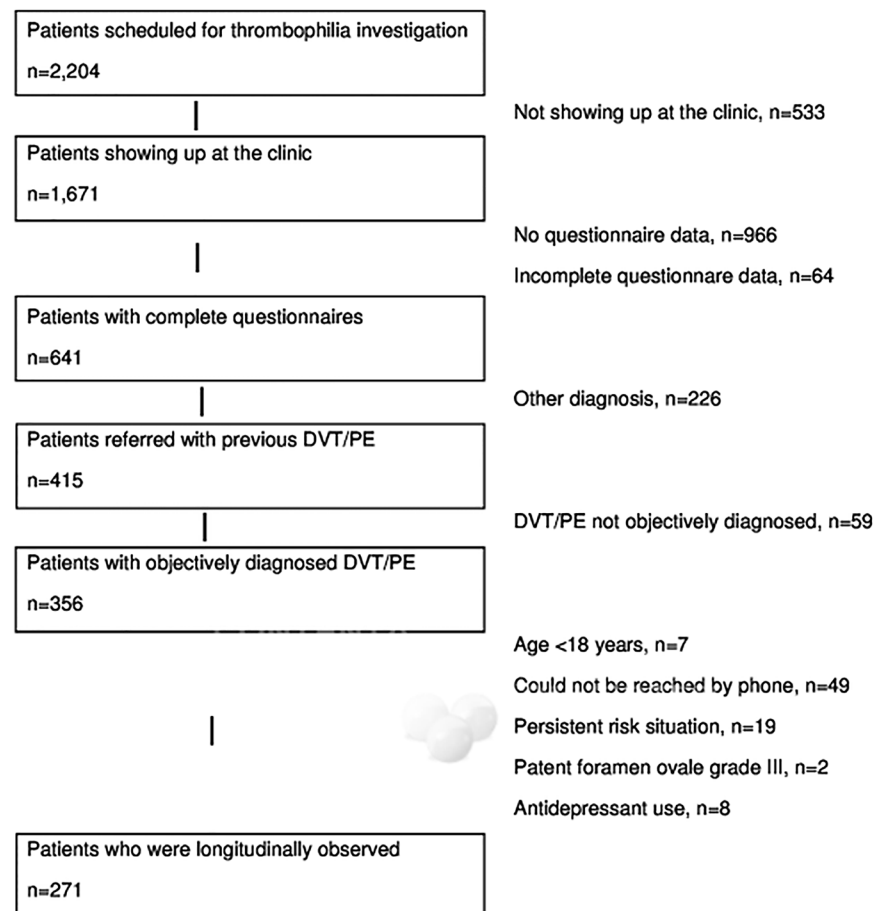 Patients scheduled for thrombophilia investigation
n=2,204
Not showing up at the clinic, n=533
Patients showing up at the clinic
n=1,671
No questionnaire data, n=966
Incomplete questionnare data, n=64
Patients with complete questionnaires
n=641
Other diagnosis, n=226
Patients referred with previous DVT/PE
n=415
DVT/PE not objectively diagnosed, n=59
Patients with objectively diagnosed DVT/PE
n=356
Age <18 years, n=7
Could not be reached by phone, n=49
Persistent risk situation, n=19
Patent foramen ovale grade III, n=2
Antidepressant use, n=8
Patients who were longitudinally observed
n=271